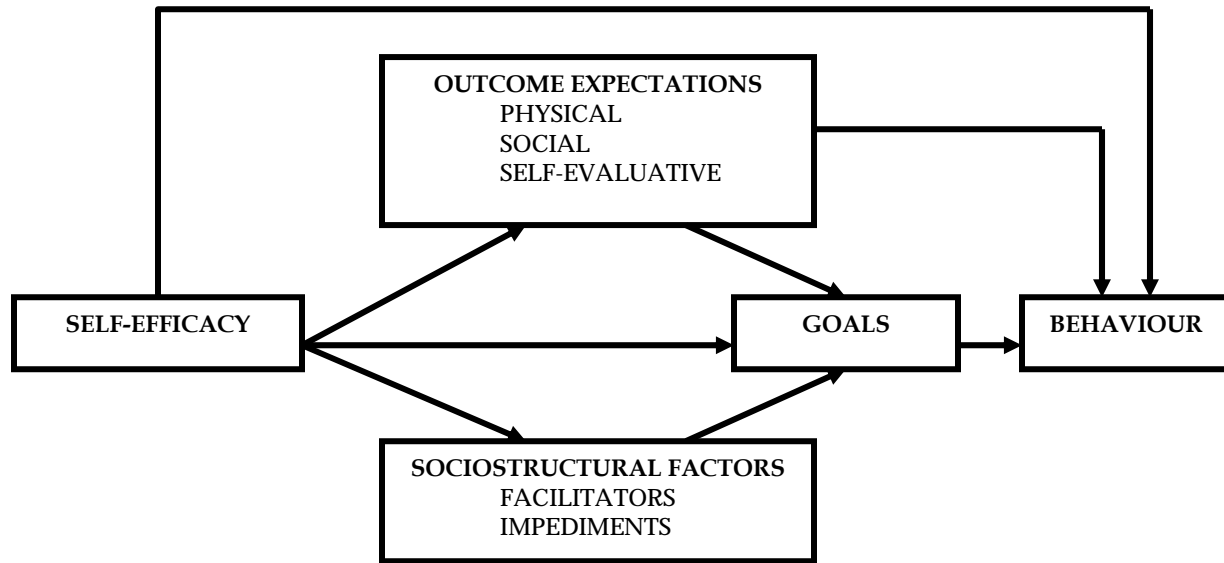 OUTCOME EXPECTATIONS
PHYSICAL
SOCIAL
SELF-EVALUATIVE
SELF-EFFICACY
GOALS
BEHAVIOUR
SOCIOSTRUCTURAL FACTORS
FACILITATORS
IMPEDIMENTS